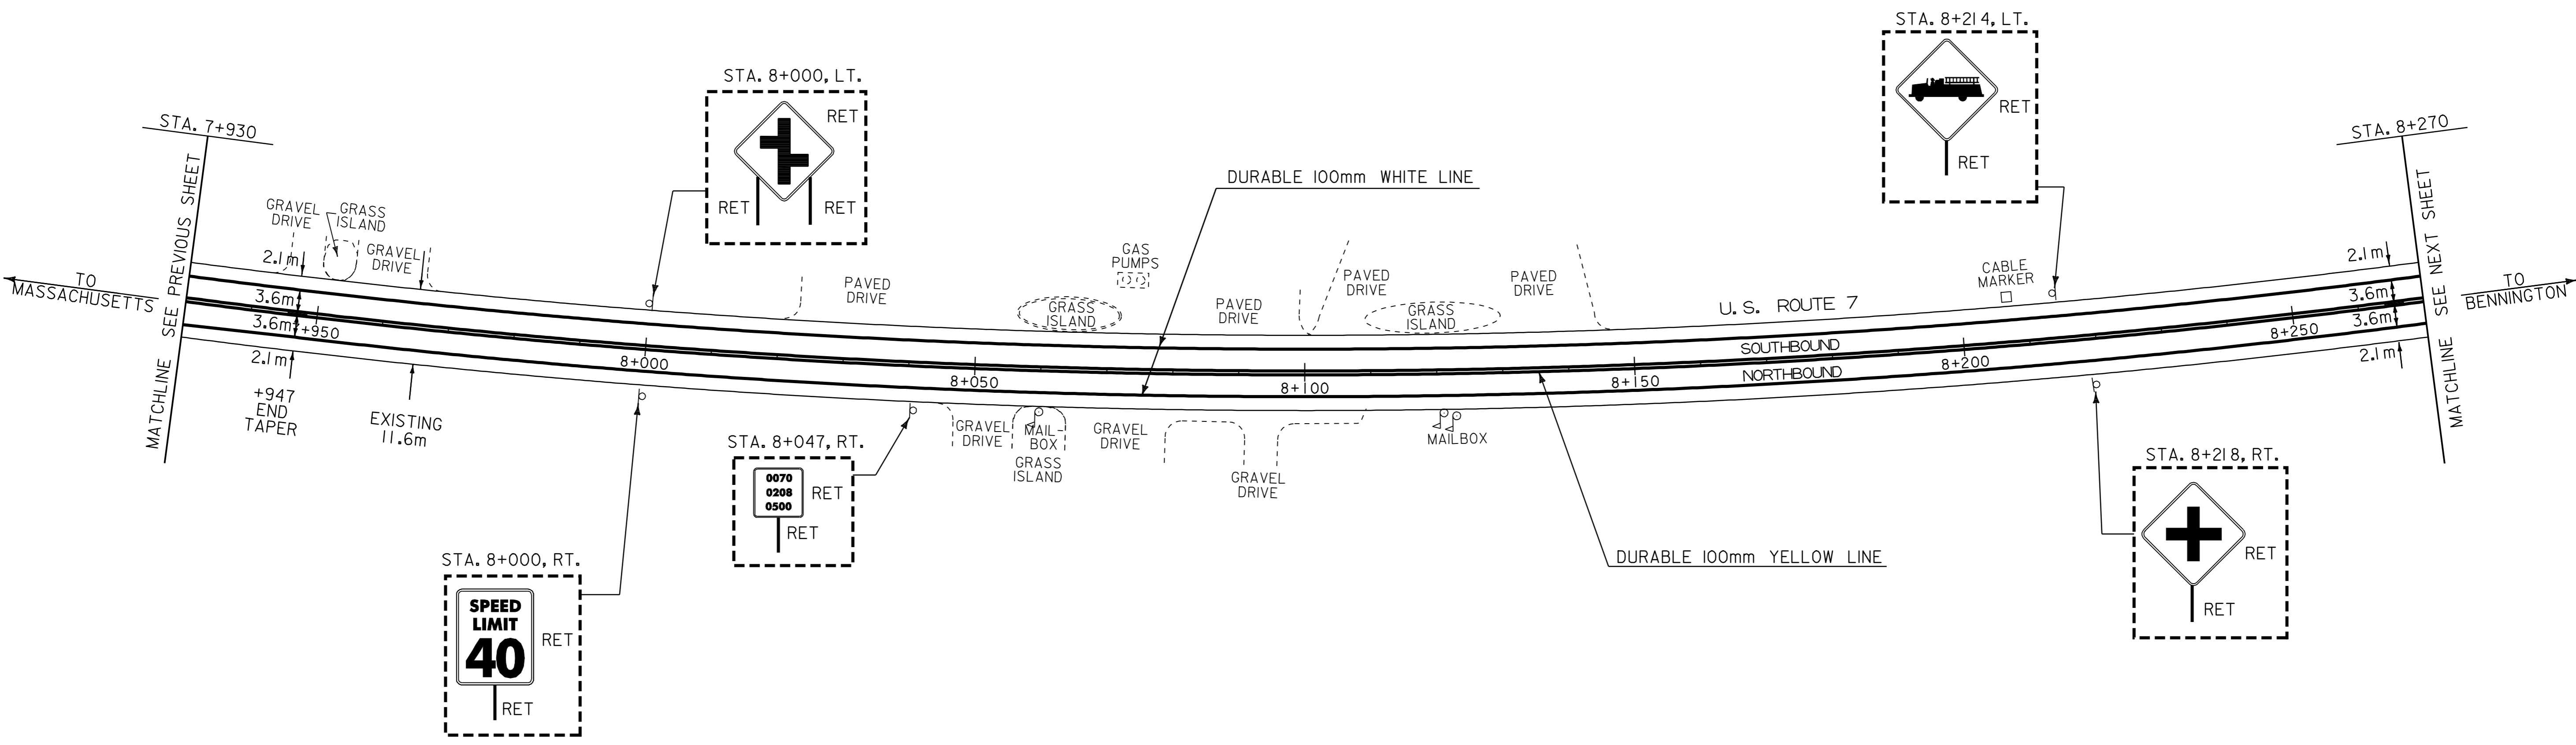 STA. 8+214, LT.
RET
RET
STA. 8+000, LT.
RET
RET
RET
STA. 7+930
STA. 8+270
MATCHLINE SEE PREVIOUS SHEET
MATCHLINE SEE NEXT SHEET
TO
MASSACHUSETTS
TO
BENNINGTON
GRAVEL
DRIVE
GRASS
ISLAND
GRAVEL
DRIVE
2.1m
3.6m
3.6m
2.1m
+950
+947
END
TAPER
EXISTING
11.6m
DURABLE 100mm WHITE LINE
PAVED
DRIVE
GRASS
ISLAND
GAS
PUMPS
PAVED
DRIVE
PAVED
DRIVE
GRASS
ISLAND
PAVED
DRIVE
U.S. ROUTE 7
CABLE
MARKER
2.1m
3.6m
3.6m
2.1m
SOUTHBOUND
NORTHBOUND
8+000
8+050
8+100
8+150
8+200
8+250
STA. 8+047, RT.
0070
0208
0500
RET
RET
GRAVEL
DRIVE
MAIL-
BOX
GRASS
ISLAND
GRAVEL
DRIVE
GRAVEL
DRIVE
MAILBOX
DURABLE 100mm YELLOW LINE
STA. 8+000, RT.
SPEED
LIMIT
40
RET
RET
STA. 8+218, RT.
RET
RET